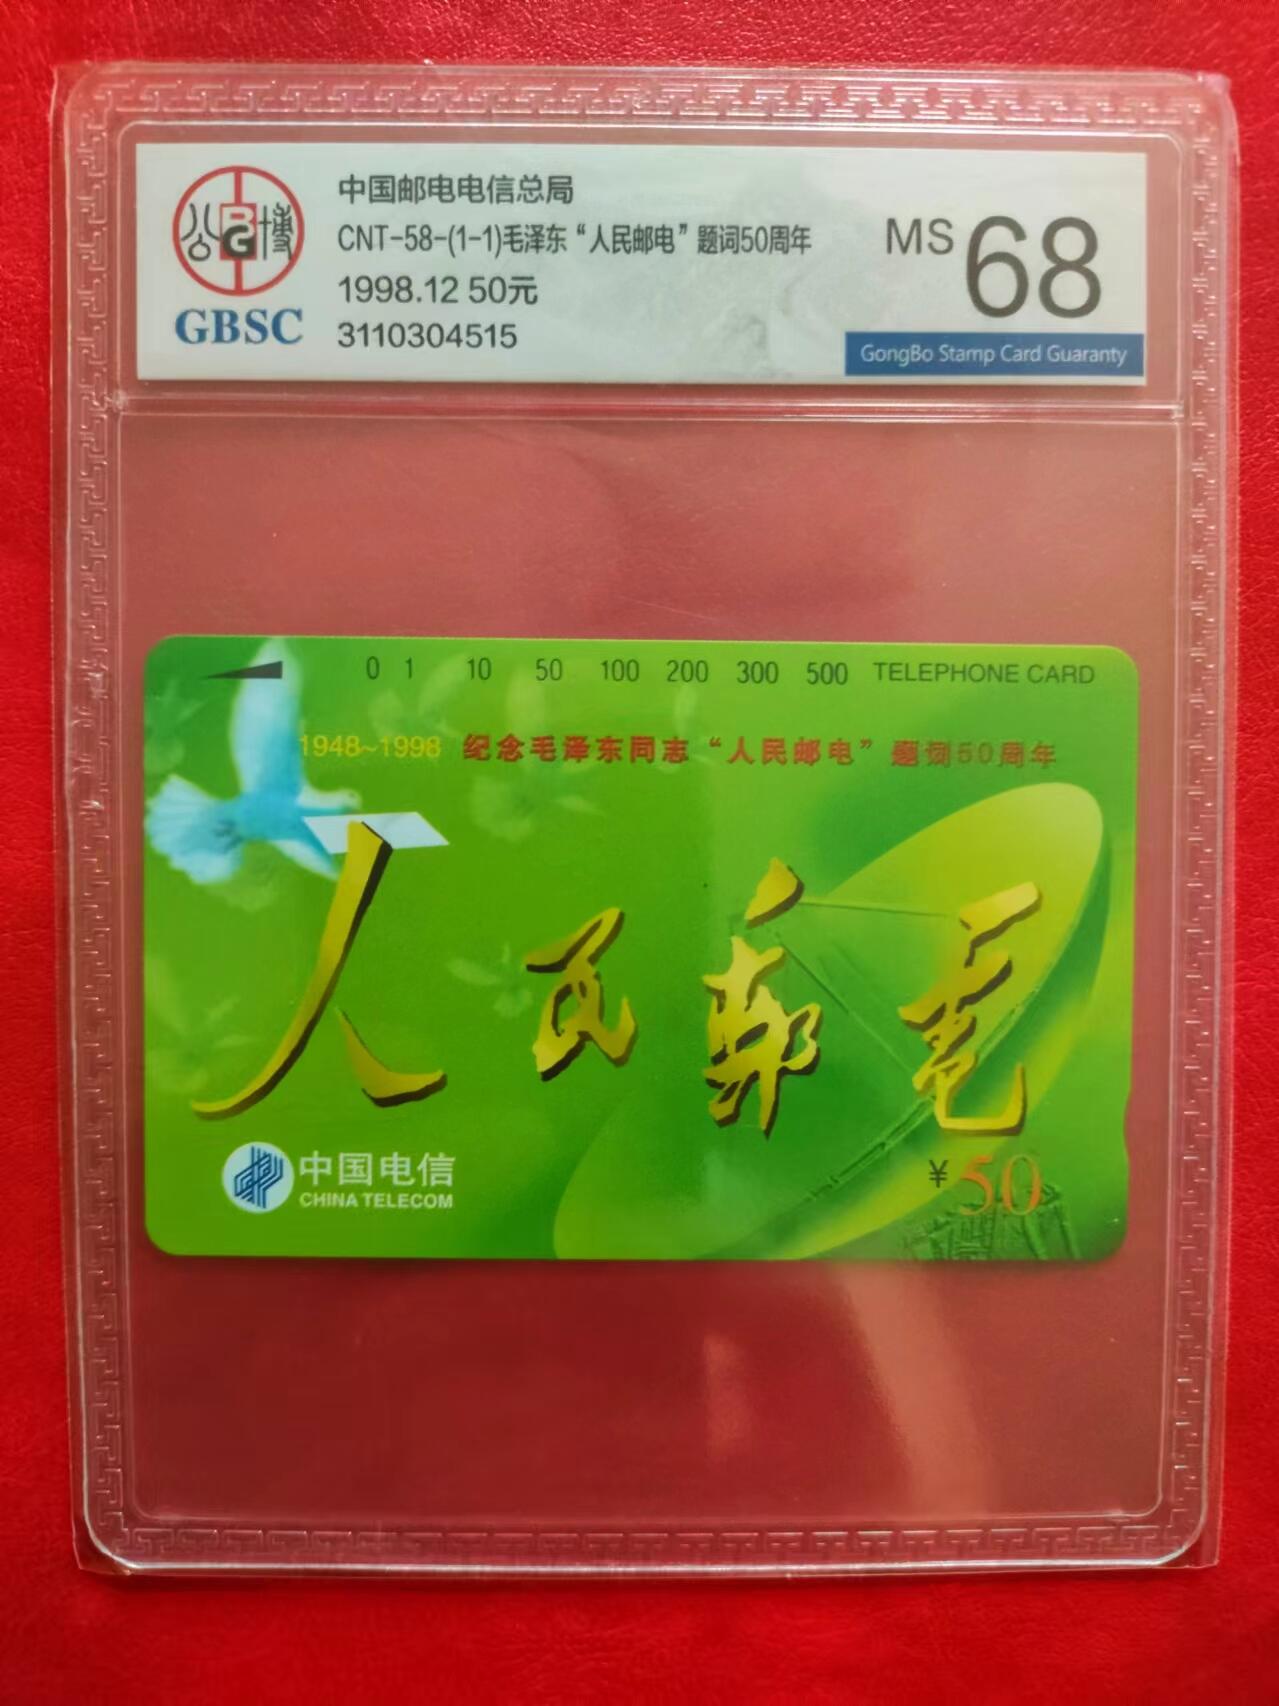 公 BG 博
GBSC
中国邮电电信总局
CNT-58-(1-1)毛泽东“人民邮电”题词50周年
1998.12 50元
3110304515
MS 68
GongBo Stamp Card Guaranty
0 1 10 50 100 200 300 500 TELEPHONE CARD
1948~1998 纪念毛泽东同志“人民邮电”题词50周年
人民邮电
中国电信
CHINA TELECOM
¥50